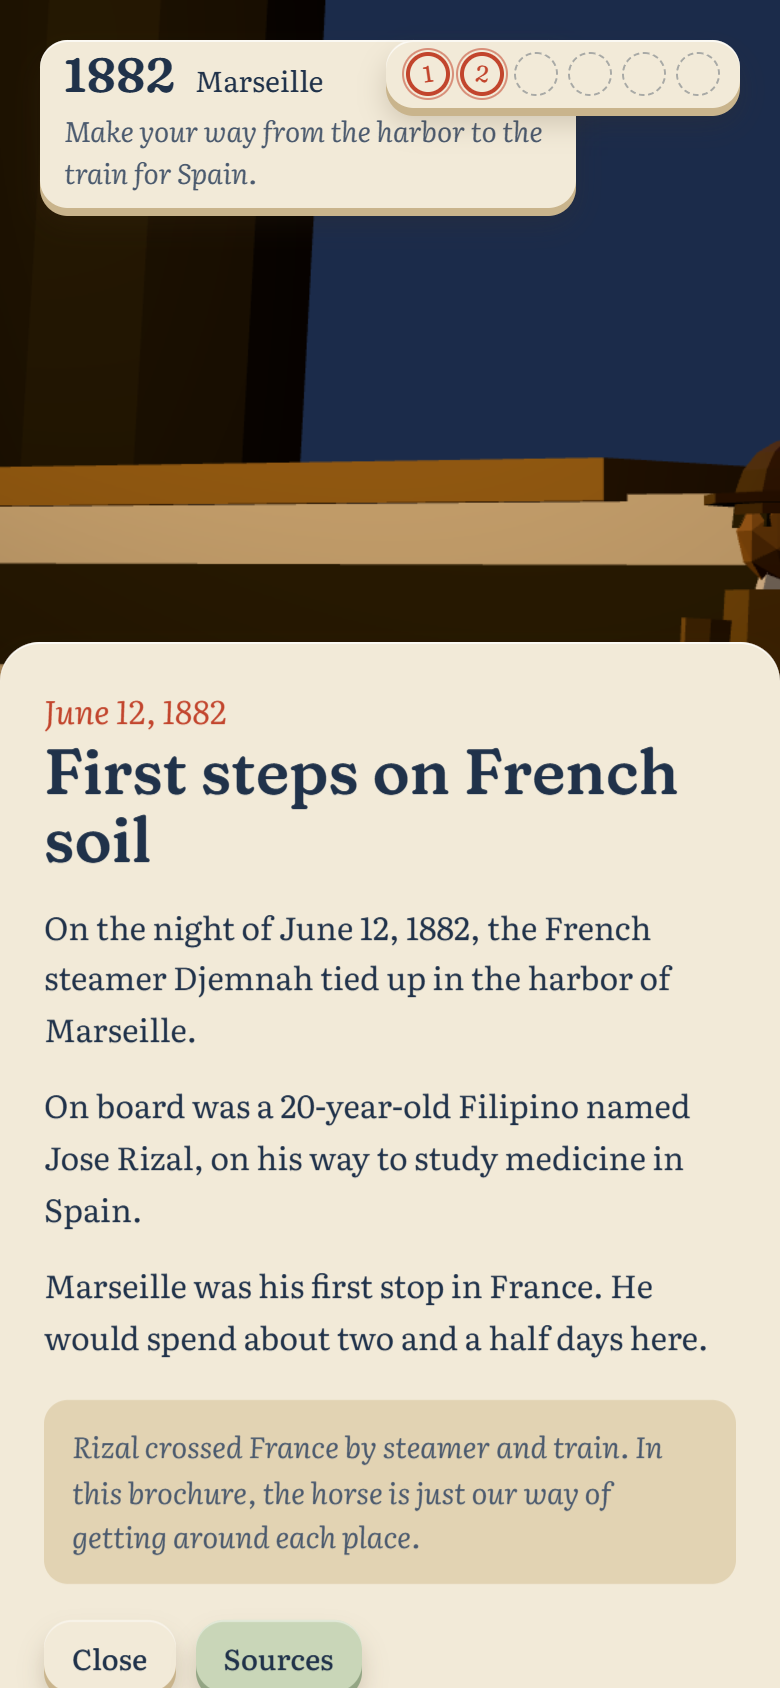 1882 Marseille
1 2
Make your way from the harbor to the
train for Spain.
June 12, 1882
First steps on French
soil
On the night of June 12, 1882, the French
steamer Djemnah tied up in the harbor of
Marseille.
On board was a 20-year-old Filipino named
Jose Rizal, on his way to study medicine in
Spain.
Marseille was his first stop in France. He
would spend about two and a half days here.
Rizal crossed France by steamer and train. In
this brochure, the horse is just our way of
getting around each place.
Close Sources